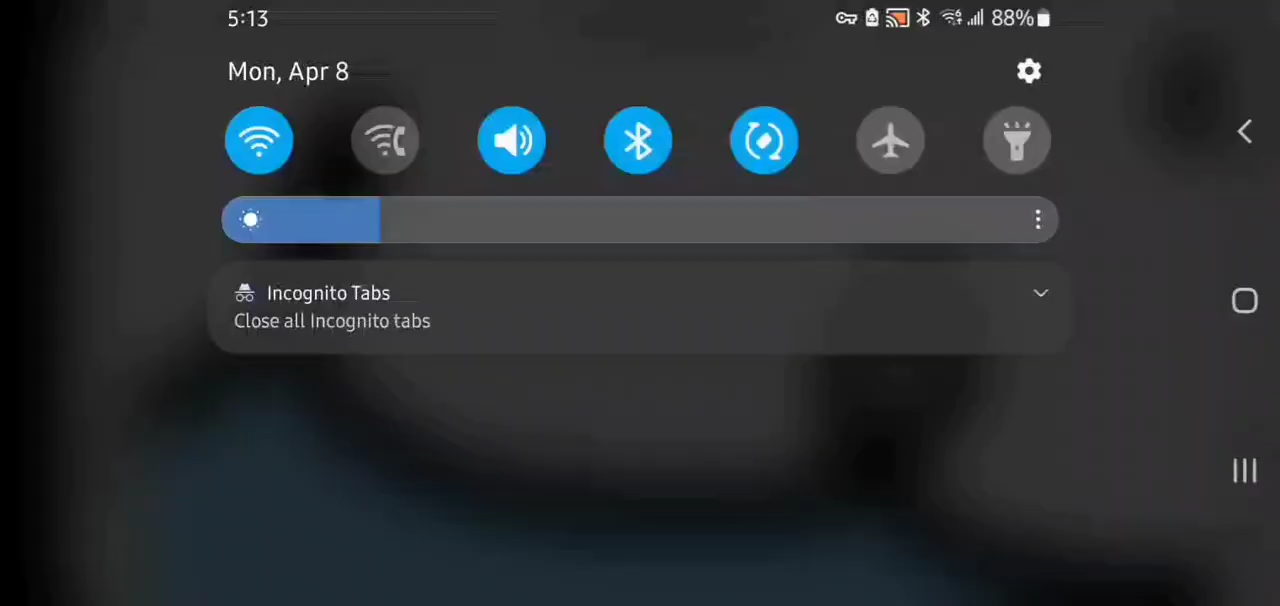 5:13
88%
Mon, Apr 8
Incognito Tabs
Close all Incognito tabs